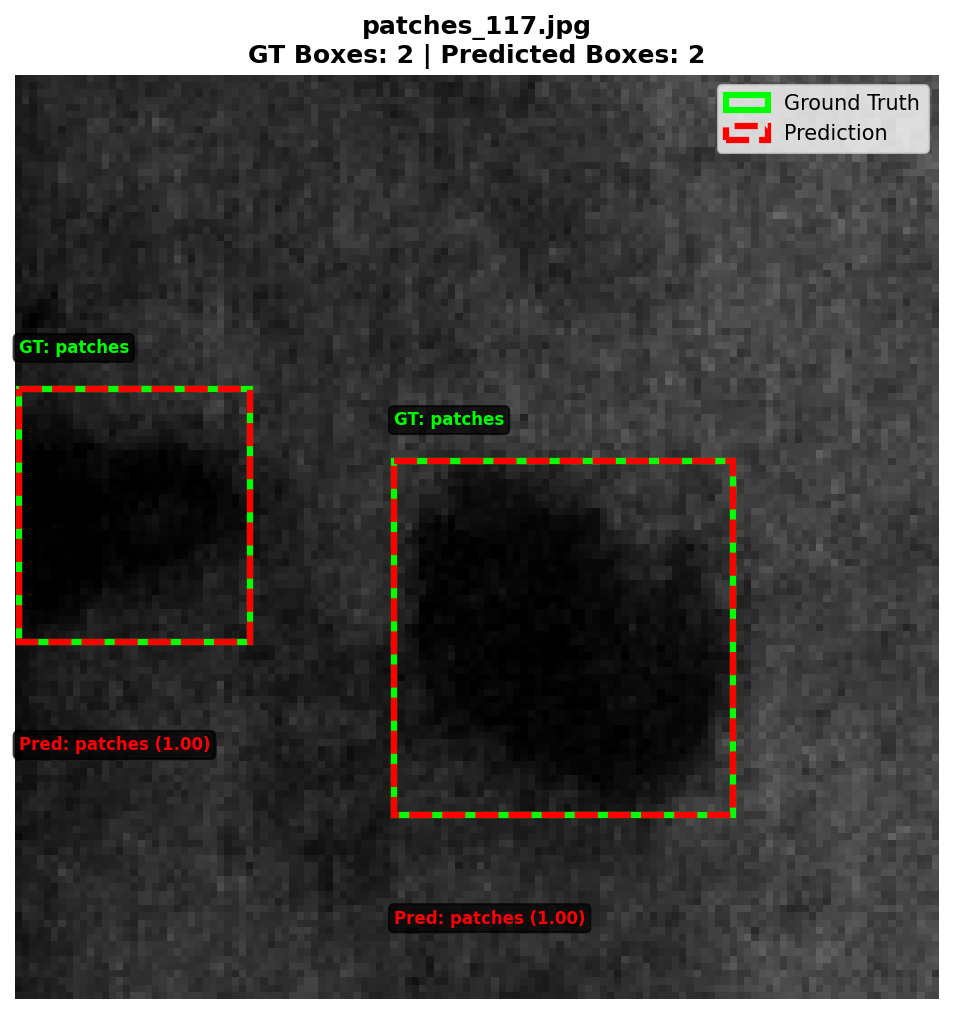 patches_117.jpg
GT Boxes: 2 | Predicted Boxes: 2
Ground Truth
Prediction
GT: patches
GT: patches
Pred: patches (1.00)
Pred: patches (1.00)